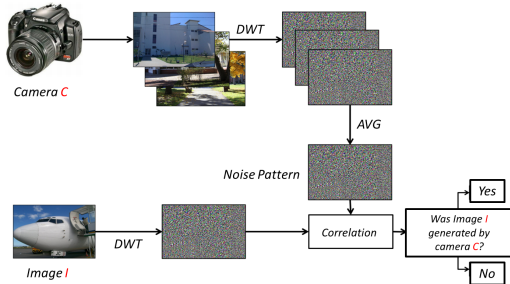 DWT
Camera C
AVG
Noise Pattern
Yes
Correlation
Was Image I
generated by
camera C?
DWT
Image I
No